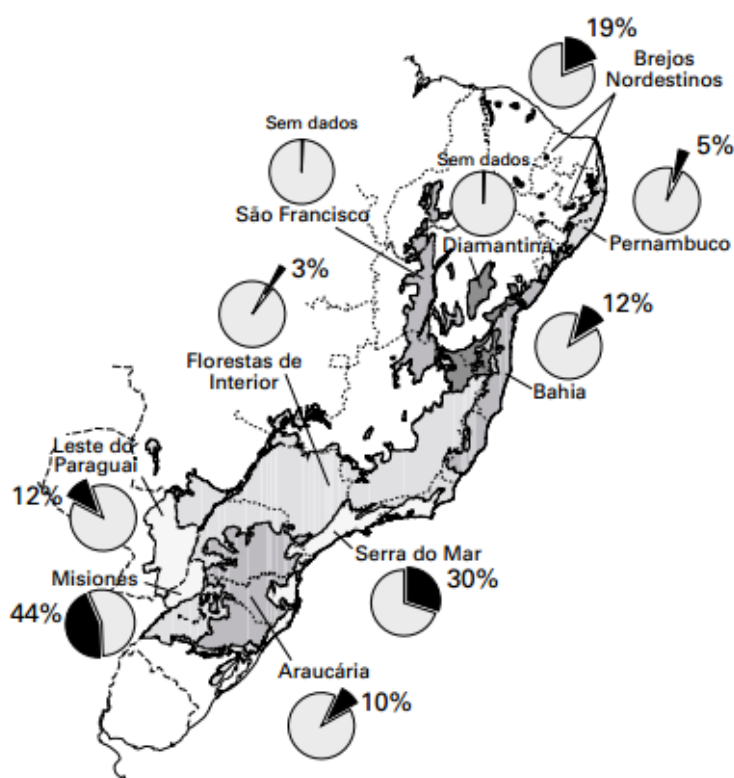 19%
Brejos
Nordestinos
Sem dados
São Francisco
Sem dados
Diamantina
5%
Pernambuco
3%
Florestas de
Interior
12%
Bahia
Leste do
Paraguai
12%
Misiones
44%
Serra do Mar
30%
Araucária
10%